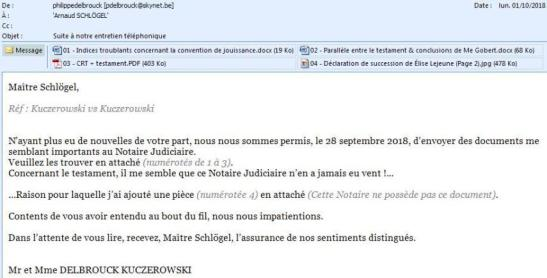 De : philippedelbrouck [pdelbrouck@skynet.be] Date : lun. 01/10/2018
À : 'Arnaud SCHLÖGEL'
Cc :
Objet : Suite à notre entretien téléphonique
Message 01 - Indices troublants concernant la convention de jouissance.docx (19 Ko) 02 - Parallèle entre le testament & conclusions de Me Gobert.docx (68 Ko)
03 - CRT + testament.PDF (403 Ko) 04 - Déclaration de succession de Élise Lejeune (Page 2).jpg (478 Ko)
Maître Schlögel,
Réf : Kuczerowski vs Kuczerowski
N'ayant plus eu de nouvelles de votre part, nous nous sommes permis, le 28 septembre 2018, d'envoyer des documents me
semblant importants au Notaire Judiciaire.
Veuillez les trouver en attaché (numérotés de 1 à 3).
Concernant le testament, il me semble que ce Notaire Judiciaire n'en a jamais eu vent !...
...Raison pour laquelle j'ai ajouté une pièce (numérotée 4) en attaché (Cette Notaire ne possède pas ce document).
Contents de vous avoir entendu au bout du fil, nous nous impatientions.
Dans l'attente de vous lire, recevez, Maître Schlögel, l'assurance de nos sentiments distingués.
Mr et Mme DELBROUCK KUCZEROWSKI